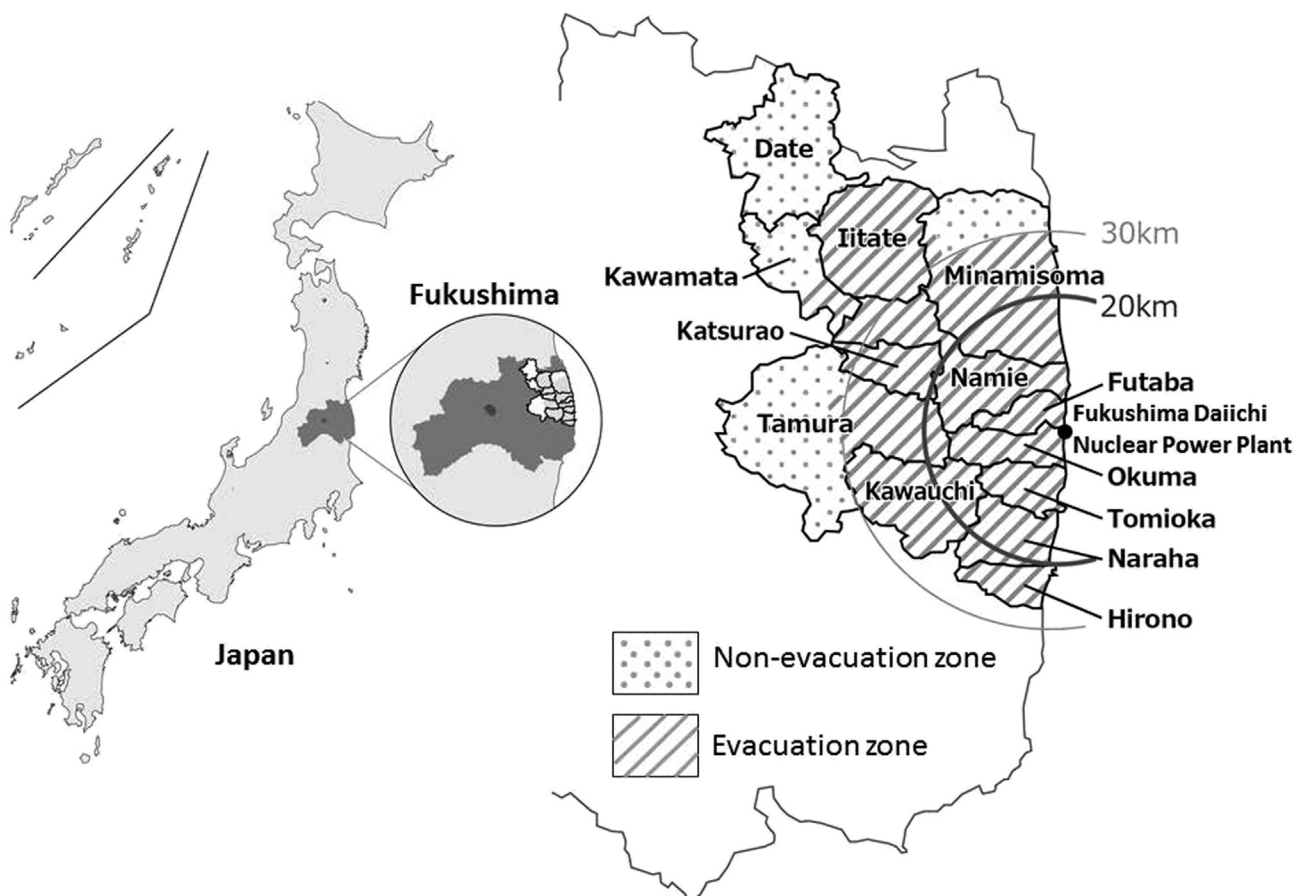 Japan
Fukushima
Date
Iitate
Kawamata
Minamisoma
30km
20km
Katsurao
Namie
Futaba
Tamura
Fukushima Daiichi
Nuclear Power Plant
Okuma
Kawauchi
Tomioka
Naraha
Hirono
Non-evacuation zone
Evacuation zone